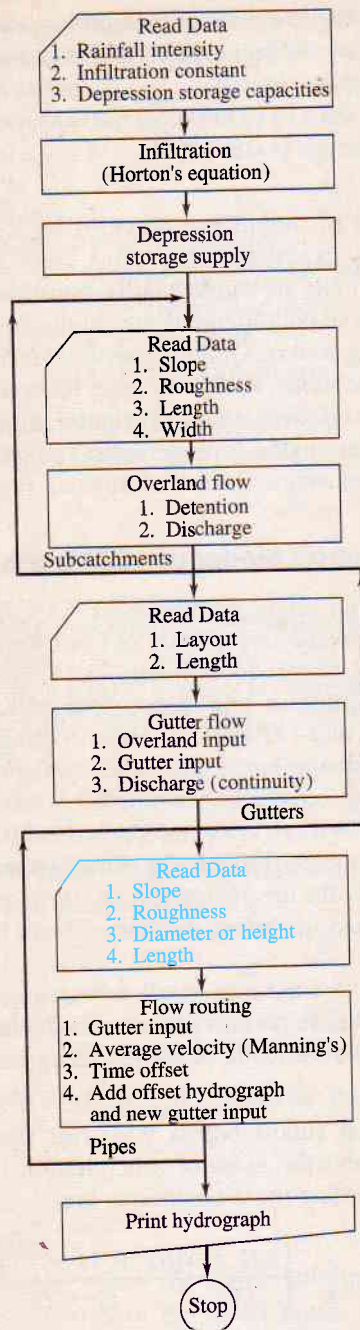 Read Data
1. Rainfall intensity
2. Infiltration constant
3. Depression storage capacities
Infiltration
(Horton's equation)
Depression
storage supply
Read Data
1. Slope
2. Roughness
3. Length
4. Width
Overland flow
1. Detention
2. Discharge
Subcatchments
Read Data
1. Layout
2. Length
Gutter flow
1. Overland input
2. Gutter input
3. Discharge (continuity)
Gutters
Read Data
1. Slope
2. Roughness
3. Diameter or height
4. Length
Flow routing
1. Gutter input
2. Average velocity (Manning's)
3. Time offset
4. Add offset hydrograph
and new gutter input
Pipes
Print hydrograph
Stop